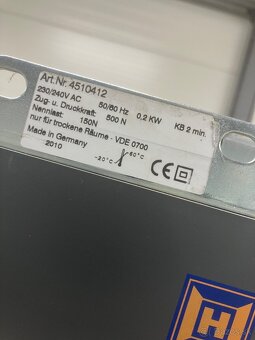 Art.Nr. 4510412
230/240V AC 50/60 Hz 0,2 KW KB 2 min.
Zug- u. Druckkraft: 500 N
Nennlast: 150N
nur für trockene Räume - VDE 0700
Made in Germany
2010 -20°C +60°C CE
H